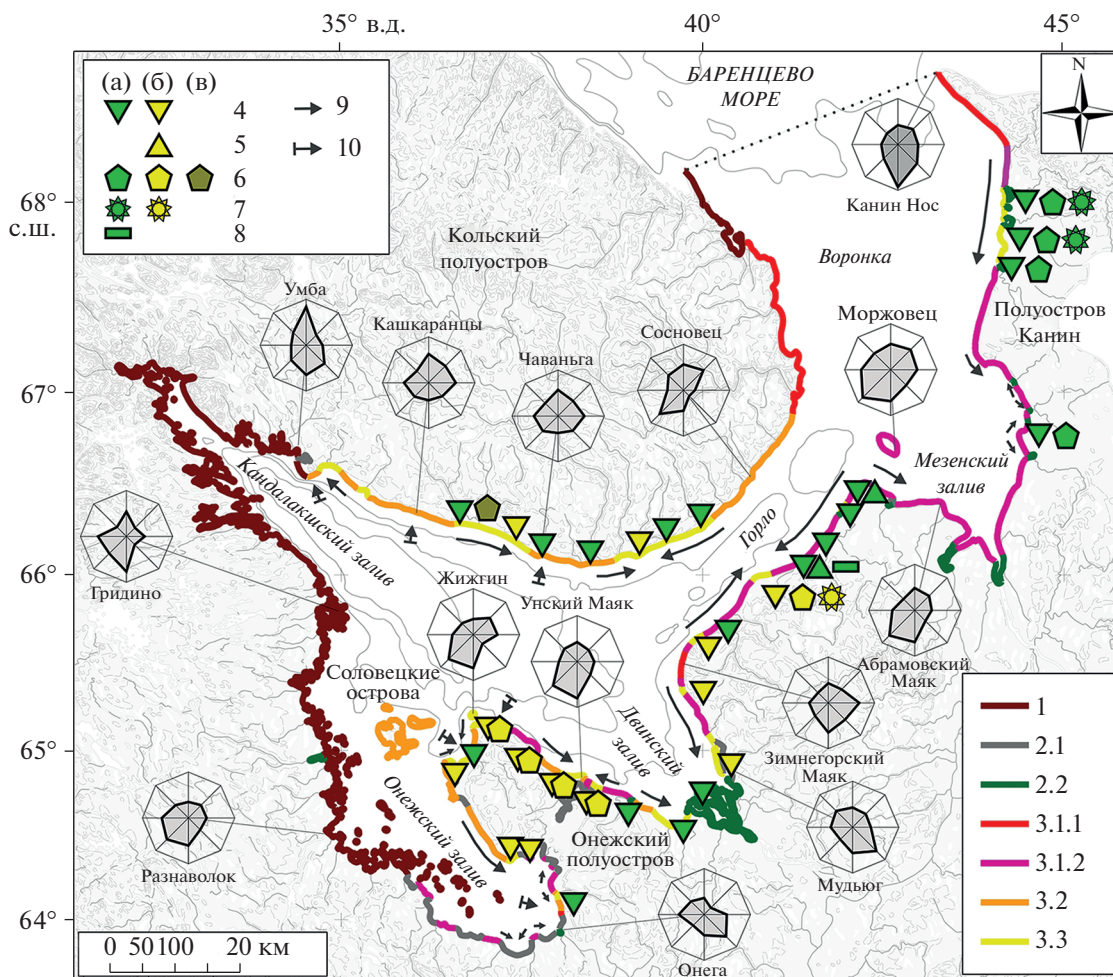 35° в.д.
40°
45°
(а) (б) (в)
4
5
6
7
8
9
10
БАРЕНЦЕВО
МОРЕ
N
68°
с.ш.
67°
66°
65°
64°
Кольский
полуостров
Канин Нос
Воронка
Полуостров
Канин
Умба
Кашкаранцы
Чаваньга
Сосновец
Моржовец
Мезенский
залив
Кандалакшский залив
Горло
Гридино
Жижгин
Унский Маяк
Абрамовский
Маяк
Соловецкие
острова
Двинский
залив
Зимнегорский
Маяк
Онежский залив
Онежский
полуостров
Разнаволок
Мудьюг
Онега
0 50 100 20 км
1
2.1
2.2
3.1.1
3.1.2
3.2
3.3